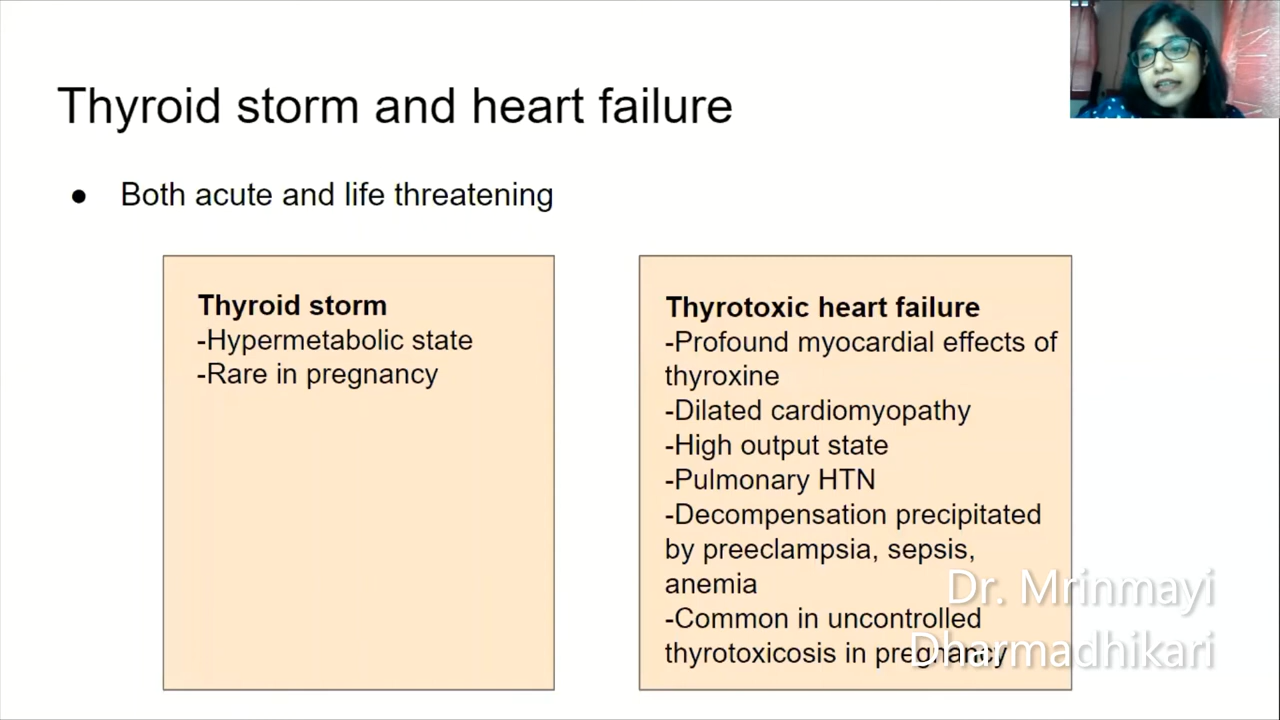 Thyroid storm and heart failure
● Both acute and life threatening
Thyroid storm
-Hypermetabolic state
-Rare in pregnancy
Thyrotoxic heart failure
-Profound myocardial effects of
thyroxine
-Dilated cardiomyopathy
-High output state
-Pulmonary HTN
-Decompensation precipitated
by preeclampsia, sepsis,
anemia
-Common in uncontrolled
thyrotoxicosis in pregnancy
Dr. Mrinmayi
Dharmadhikari